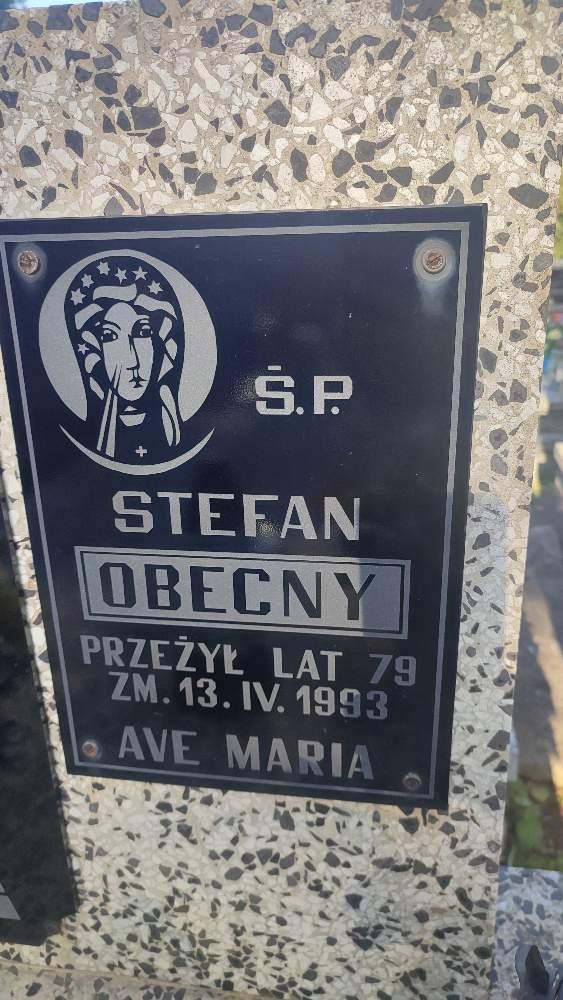 Ś.P.
STEFAN
OBECNY
PRZEŻYŁ LAT 79
ZM. 13. IV. 1993
AVE MARIA